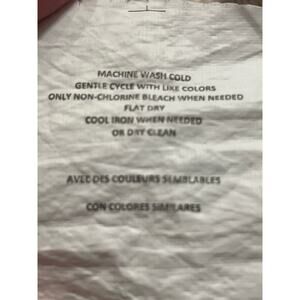 MACHINE WASH COLD
GENTLE CYCLE WITH LIKE COLORS
ONLY NON-CHLORINE BLEACH WHEN NEEDED
FLAT DRY
COOL IRON WHEN NEEDED
OR DRY CLEAN
AVEC DES COULEURS SEMBLABLES
CON COLORES SIMILARES